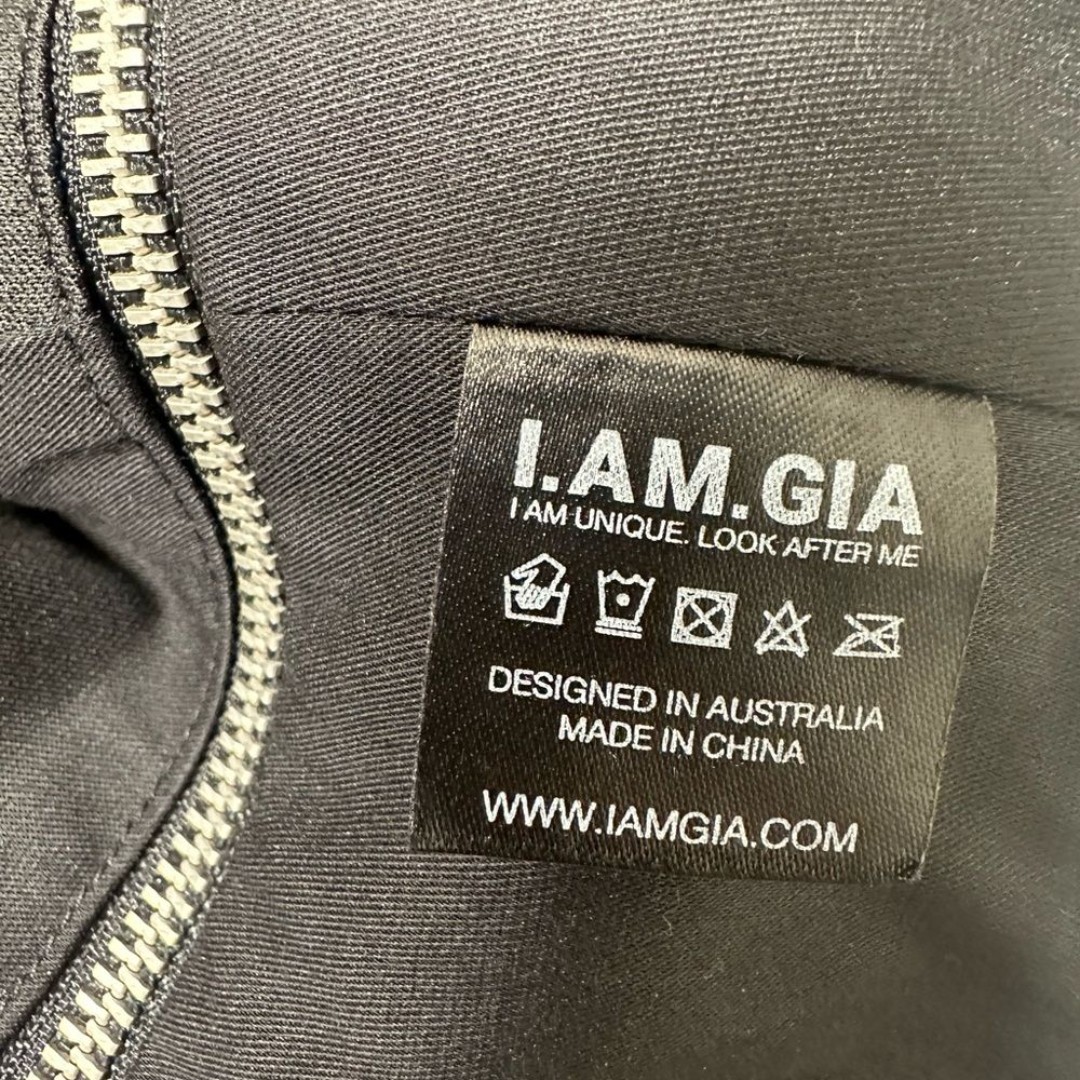 I.AM.GIA
I AM UNIQUE. LOOK AFTER ME
DESIGNED IN AUSTRALIA
MADE IN CHINA
WWW.IAMGIA.COM